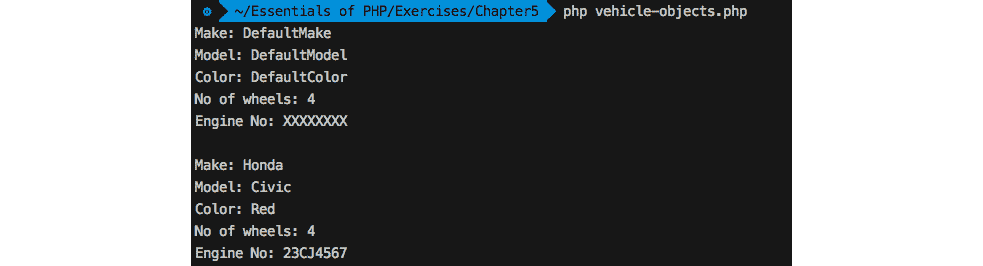 ~/Essentials of PHP/Exercises/Chapter5 php vehicle-objects.php
Make: DefaultMake
Model: DefaultModel
Color: DefaultColor
No of wheels: 4
Engine No: XXXXXXXX
Make: Honda
Model: Civic
Color: Red
No of wheels: 4
Engine No: 23CJ4567